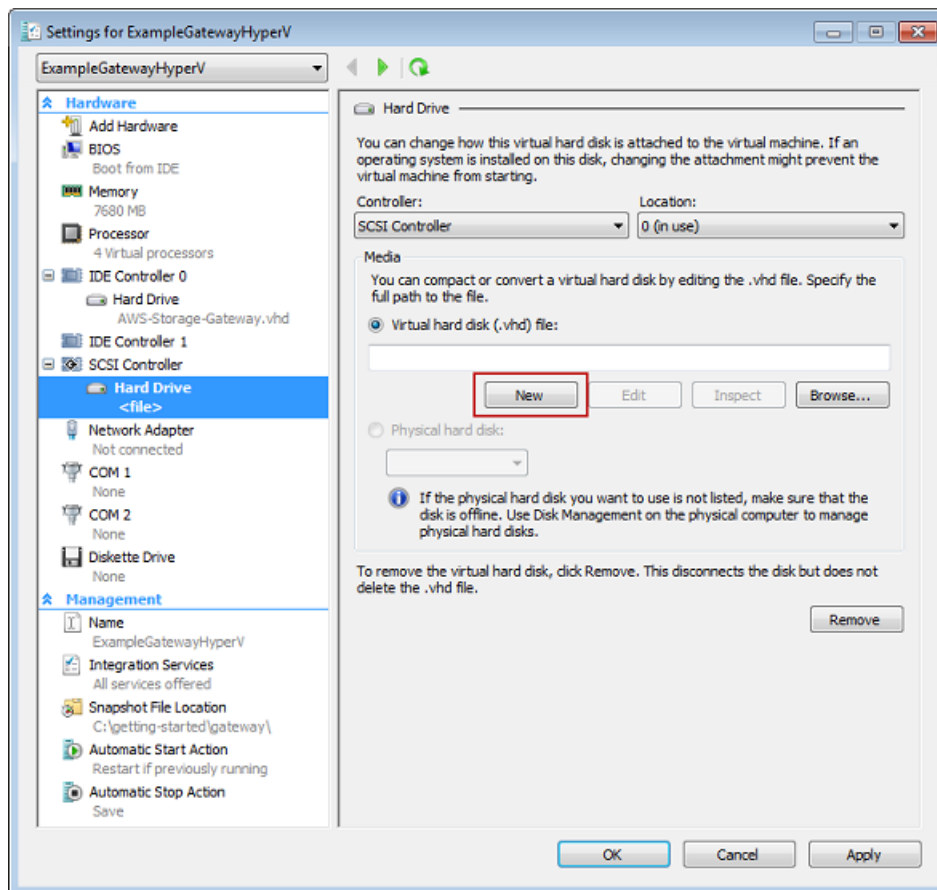 Settings for ExampleGatewayHyperV
ExampleGatewayHyperV
Hardware
Add Hardware
BIOS
Boot from IDE
Memory
7680 MB
Processor
4 Virtual processors
IDE Controller 0
Hard Drive
AWS-Storage-Gateway.vhd
IDE Controller 1
SCSI Controller
Hard Drive
<file>
Network Adapter
Not connected
COM 1
None
COM 2
None
Diskette Drive
None
Management
Name
ExampleGatewayHyperV
Integration Services
All services offered
Snapshot File Location
C:\getting-started\gateway\
Automatic Start Action
Restart if previously running
Automatic Stop Action
Save
Hard Drive
You can change how this virtual hard disk is attached to the virtual machine. If an
operating system is installed on this disk, changing the attachment might prevent the
virtual machine from starting.
Controller: Location:
SCSI Controller 0 (in use)
Media
You can compact or convert a virtual hard disk by editing the .vhd file. Specify the
full path to the file.
Virtual hard disk (.vhd) file:
New Edit Inspect Browse...
Physical hard disk:
If the physical hard disk you want to use is not listed, make sure that the
disk is offline. Use Disk Management on the physical computer to manage
physical hard disks.
To remove the virtual hard disk, click Remove. This disconnects the disk but does not
delete the .vhd file.
Remove
OK Cancel Apply